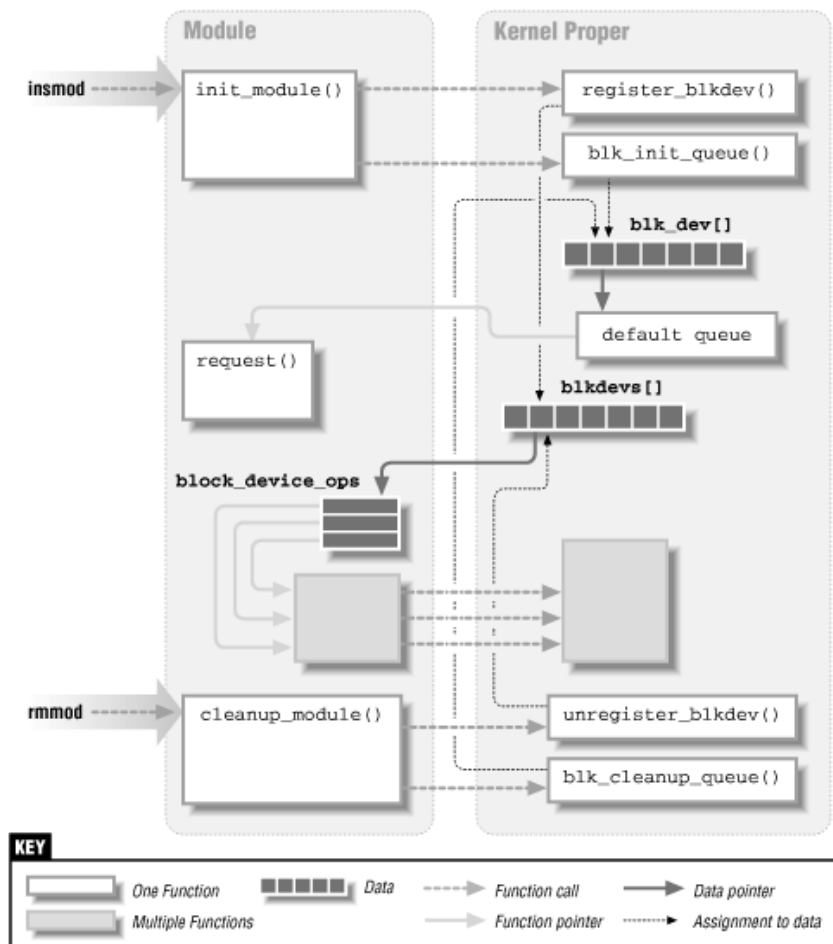 Module
Kernel Proper
insmod
init_module()
register_blkdev()
blk_init_queue()
blk_dev[]
default queue
request()
blkdevs[]
block_device_ops
rmmod
cleanup_module()
unregister_blkdev()
blk_cleanup_queue()
KEY
One Function
Data
Function call
Data pointer
Multiple Functions
Function pointer
Assignment to data